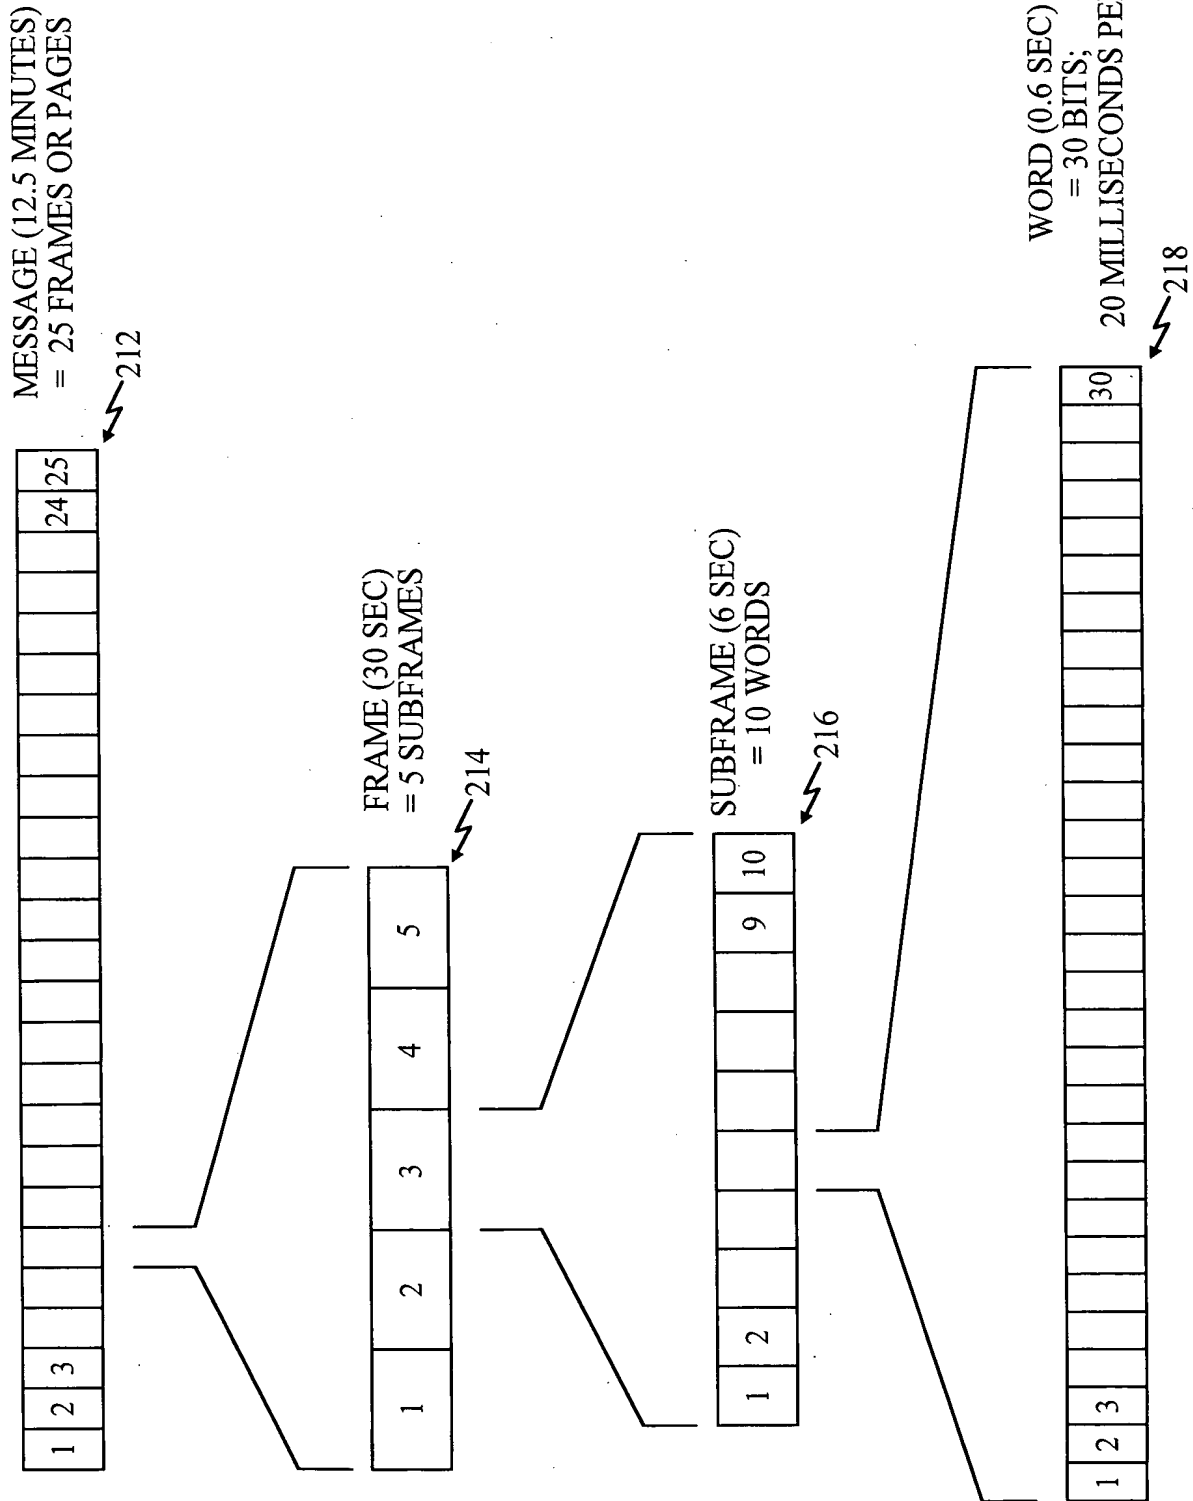 MESSAGE (12.5 MINUTES)
= 25 FRAMES OR PAGES
1 2 3 24 25
212
FRAME (30 SEC)
= 5 SUBFRAMES
1 2 3 4 5
214
SUBFRAME (6 SEC)
= 10 WORDS
1 2 9 10
216
WORD (0.6 SEC)
= 30 BITS;
20 MILLISECONDS PE
1 2 3 30
218